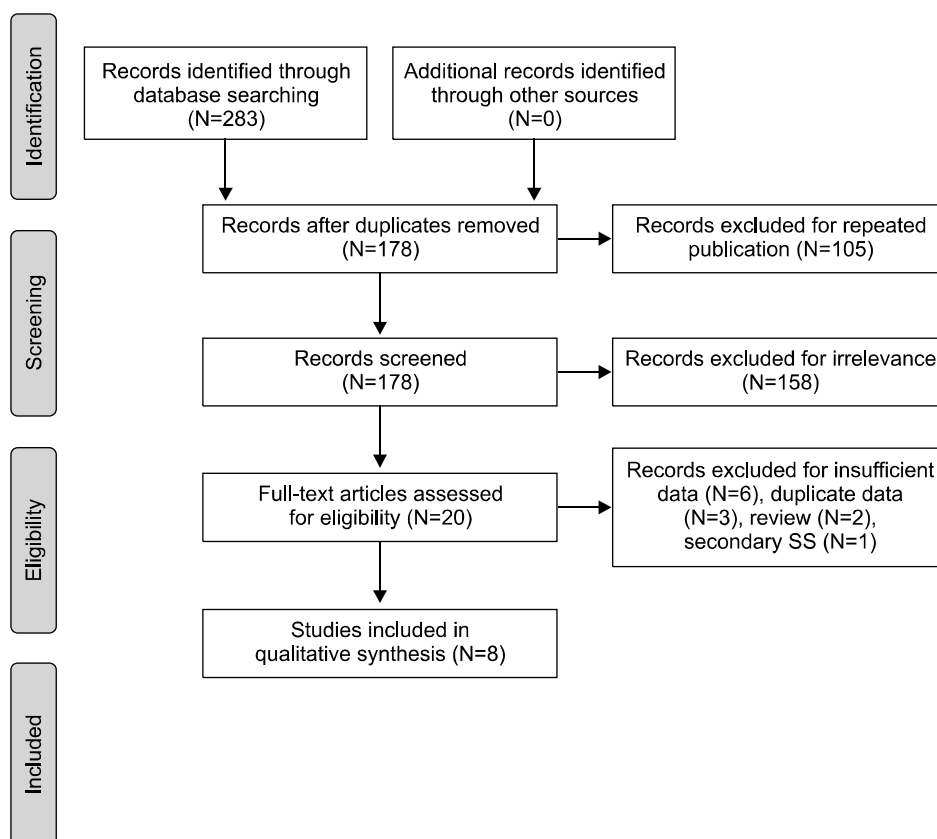 Identification
Records identified through
database searching
(N=283)
Additional records identified
through other sources
(N=0)
Screening
Records after duplicates removed
(N=178)
Records excluded for repeated
publication (N=105)
Records screened
(N=178)
Records excluded for irrelevance
(N=158)
Eligibility
Full-text articles assessed
for eligibility (N=20)
Records excluded for insufficient
data (N=6), duplicate data
(N=3), review (N=2),
secondary SS (N=1)
Studies included in
qualitative synthesis (N=8)
Included